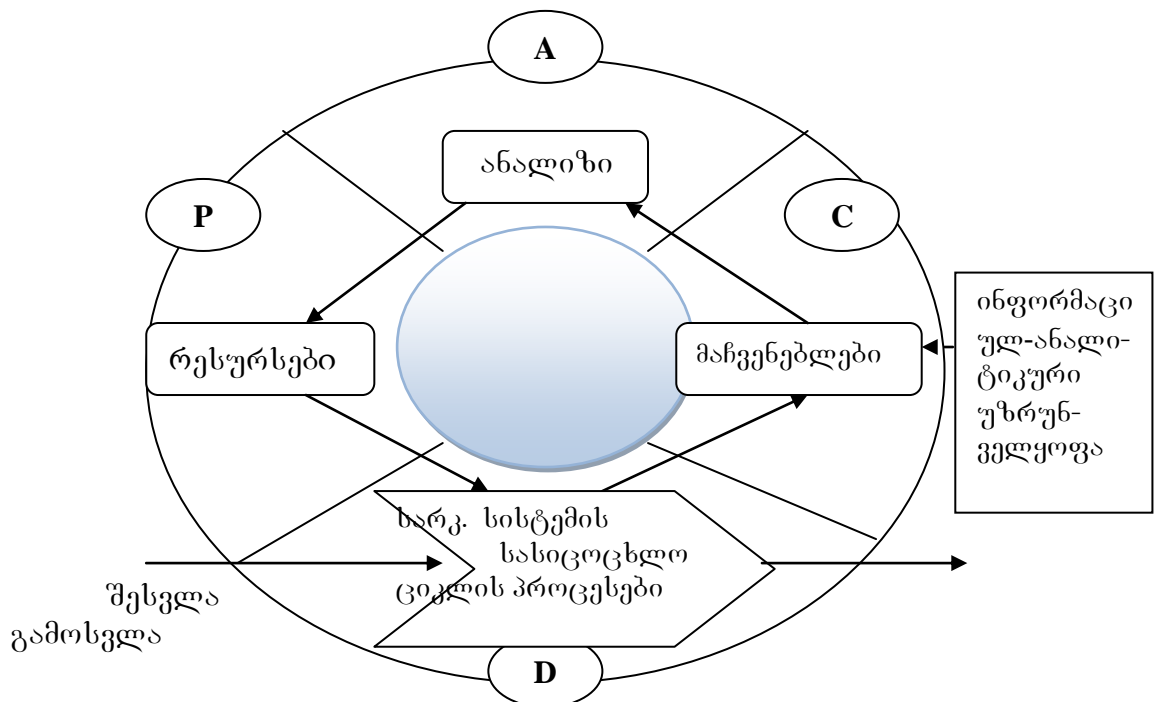 A
ანალიზი
P
C
რესურსები
მაჩვენებლები
ინფორმაცი
ულ-ანალი-
ტიკური
უზრუნ-
ველყოფა
სარკ. სისტემის
სასიცოცხლო
ციკლის პროცესები
შესვლა
გამოსვლა
D